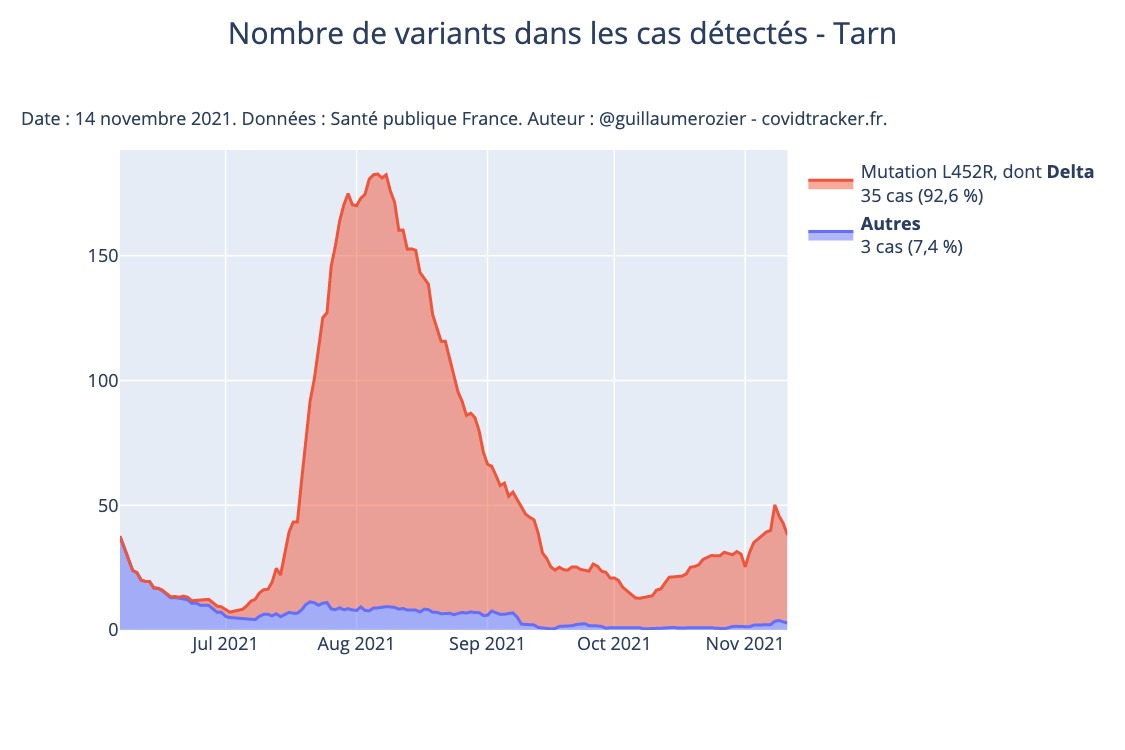 Nombre de variants dans les cas détectés - Tarn
Date : 14 novembre 2021. Données : Santé publique France. Auteur : @guillaumerozier - covidtracker.fr.
Mutation L452R, dont Delta
35 cas (92,6 %)
Autres
3 cas (7,4 %)
150
100
50
0
Jul 2021
Aug 2021
Sep 2021
Oct 2021
Nov 2021